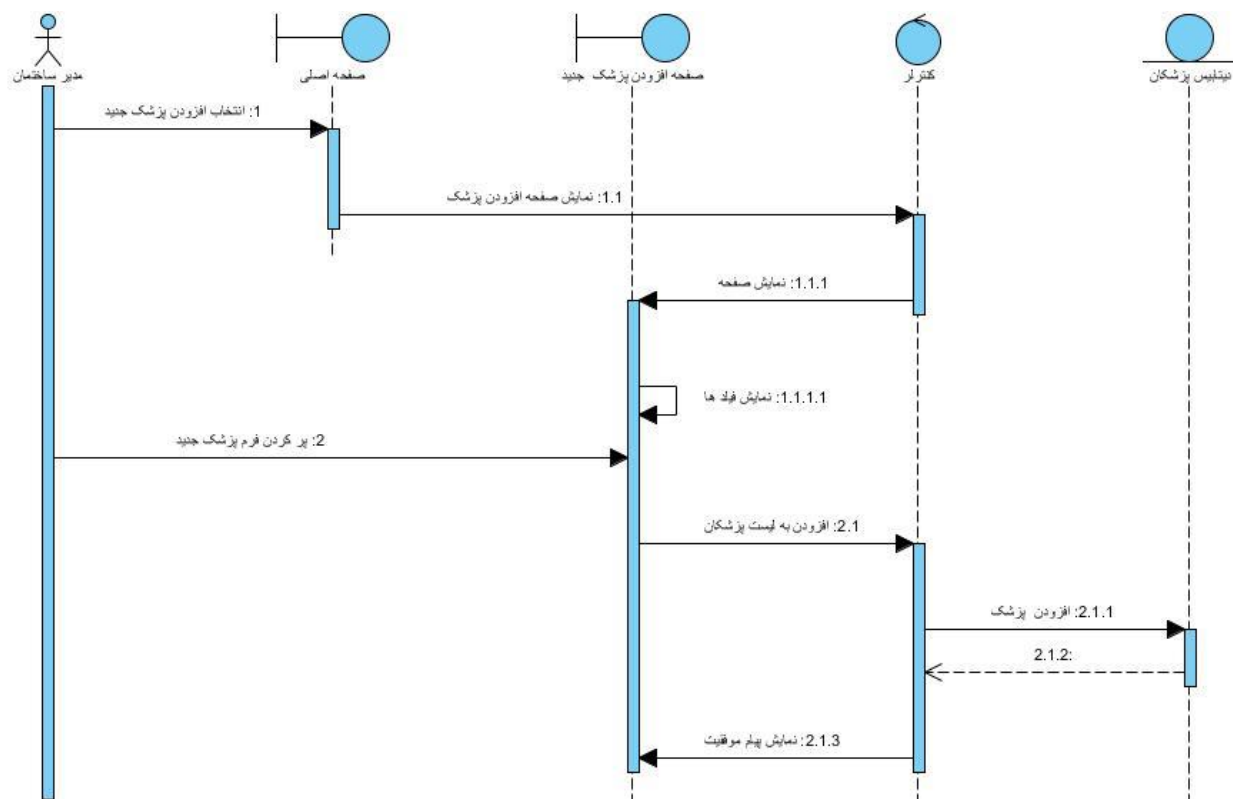 مدیر ساختمان
صفحه اصلی
صفحه افزودن پزشک جدید
کنترلر
دیتابیس پزشکان
1: انتخاب افزودن پزشک جدید
1.1: نمایش صفحه افزودن پزشک
1.1.1: نمایش صفحه
1.1.1.1: نمایش فیلد ها
2: پر کردن فرم پزشک جدید
2.1: افزودن به لیست پزشکان
2.1.1: افزودن پزشک
2.1.2:
2.1.3: نمایش پیام موفقیت